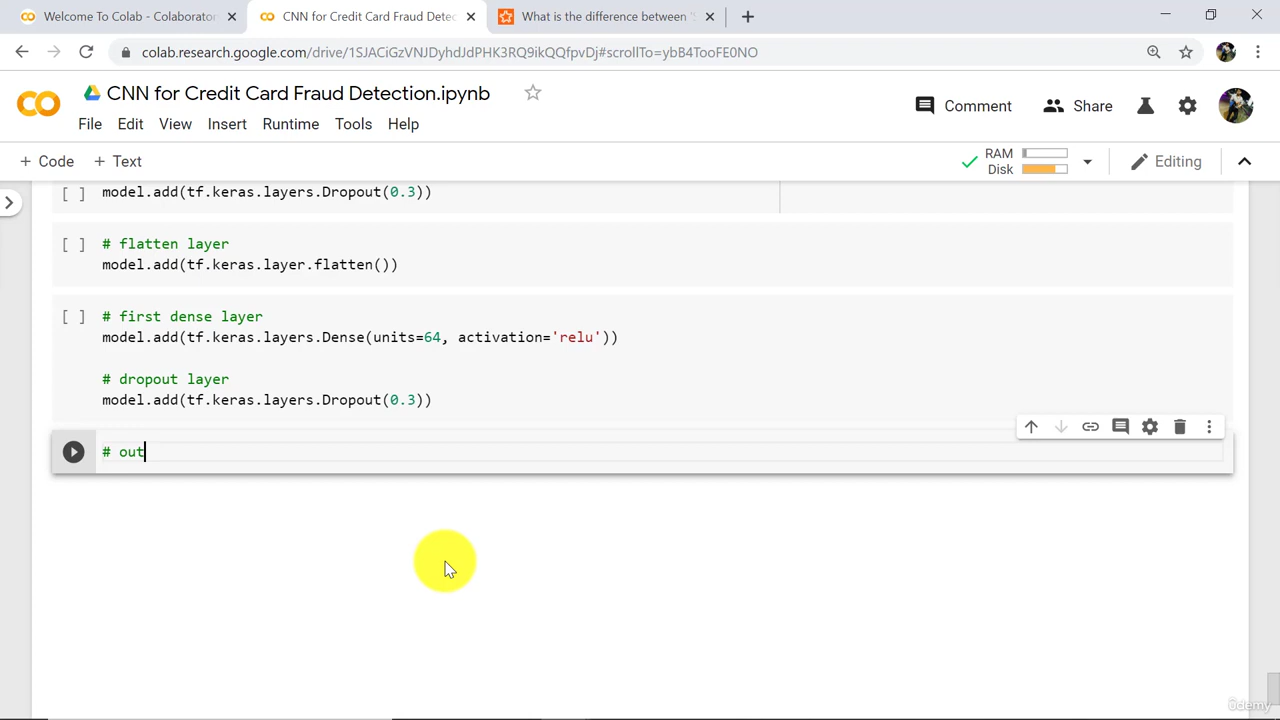 Welcome To Colab - Colaborator
CNN for Credit Card Fraud Detec
What is the difference between '
colab.research.google.com/drive/1SJACiGzVNJDyhdJdPHK3RQ9ikQQfpvDj#scrollTo=ybB4TooFE0NO
CNN for Credit Card Fraud Detection.ipynb
Comment
Share
File Edit View Insert Runtime Tools Help
+ Code + Text
RAM
Disk
Editing
[ ] model.add(tf.keras.layers.Dropout(0.3))
[ ] # flatten layer
model.add(tf.keras.layer.flatten())
[ ] # first dense layer
model.add(tf.keras.layers.Dense(units=64, activation='relu'))
# dropout layer
model.add(tf.keras.layers.Dropout(0.3))
# out
ûdemy